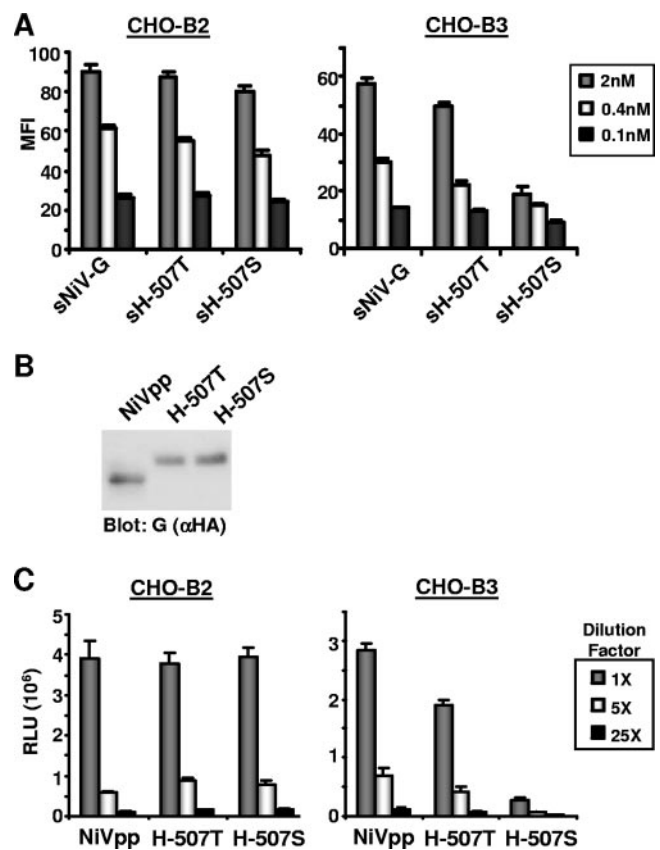 A
CHO-B2
CHO-B3
MFI
100
80
60
40
20
0
60
40
20
0
2nM
0.4nM
0.1nM
sNiV-G
sH-507T
sH-507S
sNiV-G
sH-507T
sH-507S
B
NiVpp
H-507T
H-507S
Blot: G (αHA)
C
CHO-B2
CHO-B3
RLU (10⁶)
5
4
3
2
1
0
3
2
1
0
Dilution
Factor
1X
5X
25X
NiVpp
H-507T
H-507S
NiVpp
H-507T
H-507S